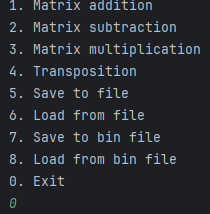 1. Matrix addition
2. Matrix subtraction
3. Matrix multiplication
4. Transposition
5. Save to file
6. Load from file
7. Save to bin file
8. Load from bin file
0. Exit
0